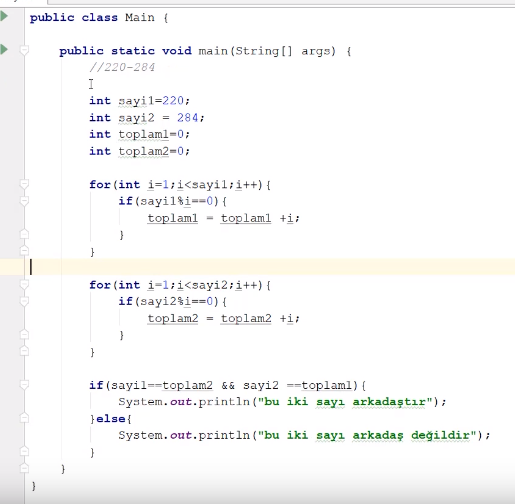 public class Main {
public static void main(String[] args) {
//220-284
int sayi1=220;
int sayi2 = 284;
int toplam1=0;
int toplam2=0;
for(int i=1;i<sayi1;i++){
if(sayi1%i==0){
toplam1 = toplam1 +i;
}
}
for(int i=1;i<sayi2;i++){
if(sayi2%i==0){
toplam2 = toplam2 +i;
}
}
if(sayi1==toplam2 && sayi2 ==toplam1){
System.out.println("bu iki sayı arkadaştır");
}else{
System.out.println("bu iki sayı arkadaş değildir");
}
}
}